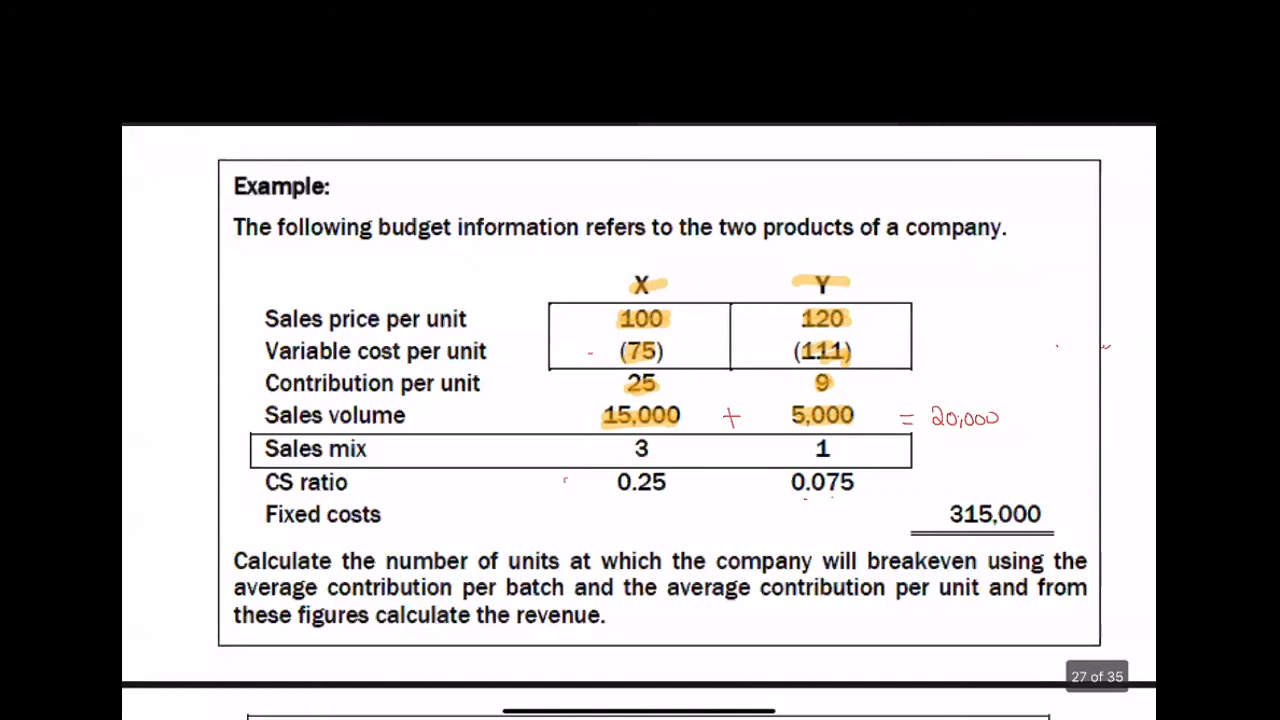 Example:
The following budget information refers to the two products of a company.
X Y
Sales price per unit 100 120
Variable cost per unit (75) (111)
Contribution per unit 25 9
Sales volume 15,000 + 5,000 = 20,000
Sales mix 3 1
CS ratio 0.25 0.075
Fixed costs 315,000
Calculate the number of units at which the company will breakeven using the
average contribution per batch and the average contribution per unit and from
these figures calculate the revenue.
27 of 35